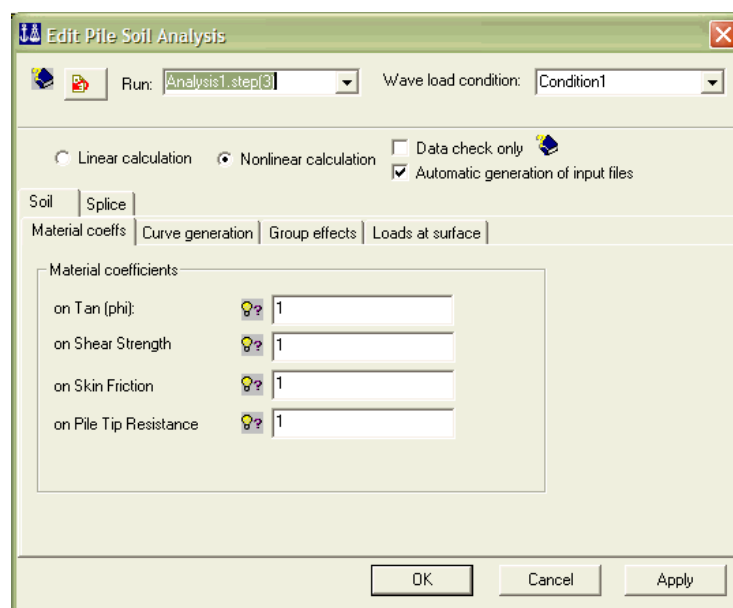 Edit Pile Soil Analysis
Run: Analysis1.step(3) Wave load condition: Condition1
Linear calculation Nonlinear calculation Data check only
Automatic generation of input files
Soil Splice
Material coeffs Curve generation Group effects Loads at surface
Material coefficients
on Tan (phi): ? 1
on Shear Strength ? 1
on Skin Friction ? 1
on Pile Tip Resistance ? 1
OK Cancel Apply